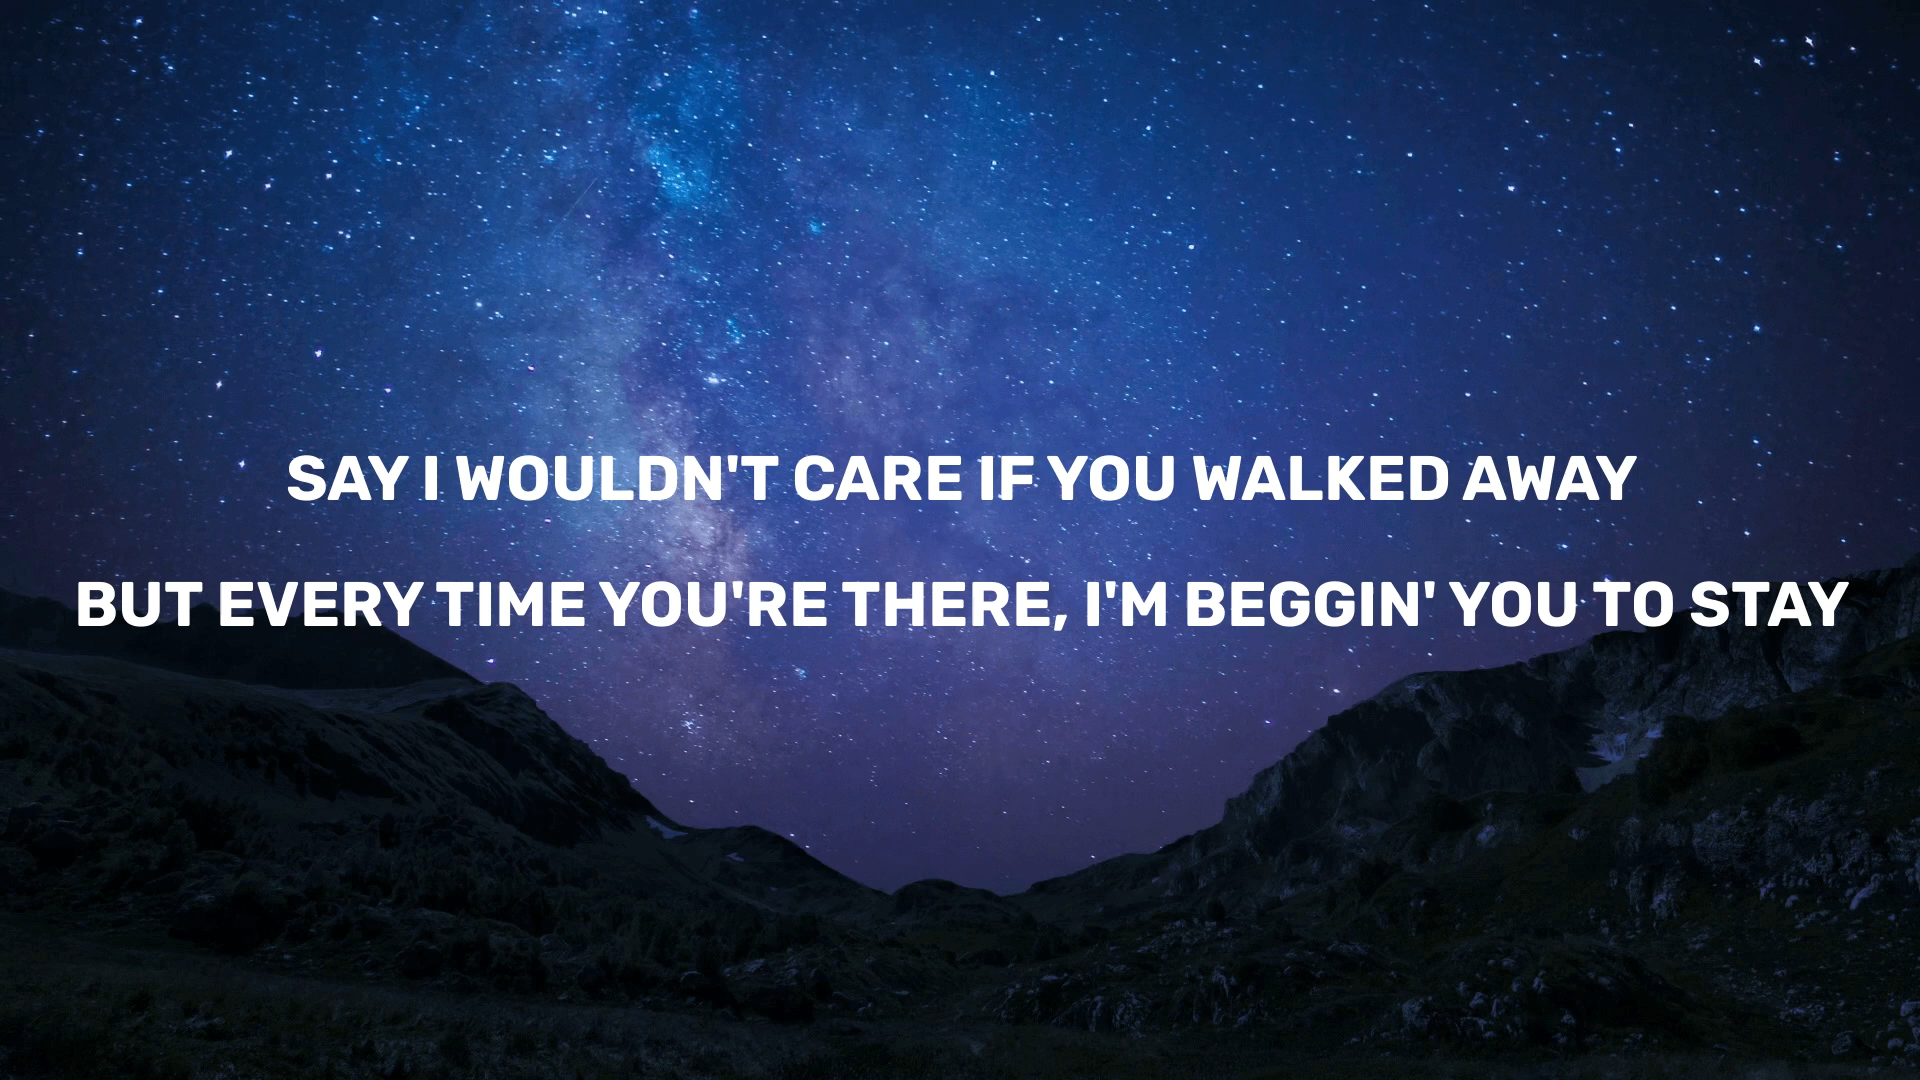 SAY I WOULDN'T CARE IF YOU WALKED AWAY
BUT EVERY TIME YOU'RE THERE, I'M BEGGIN' YOU TO STAY